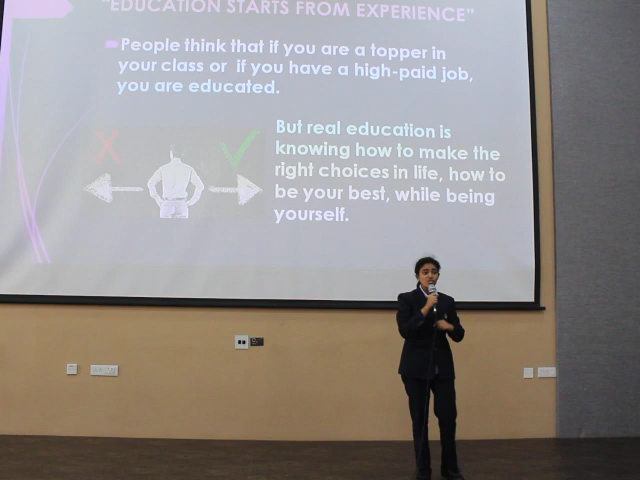 "EDUCATION STARTS FROM EXPERIENCE"
People think that if you are a topper in
your class or if you have a high-paid job,
you are educated.
But real education is
knowing how to make the
right choices in life, how to
be your best, while being
yourself.